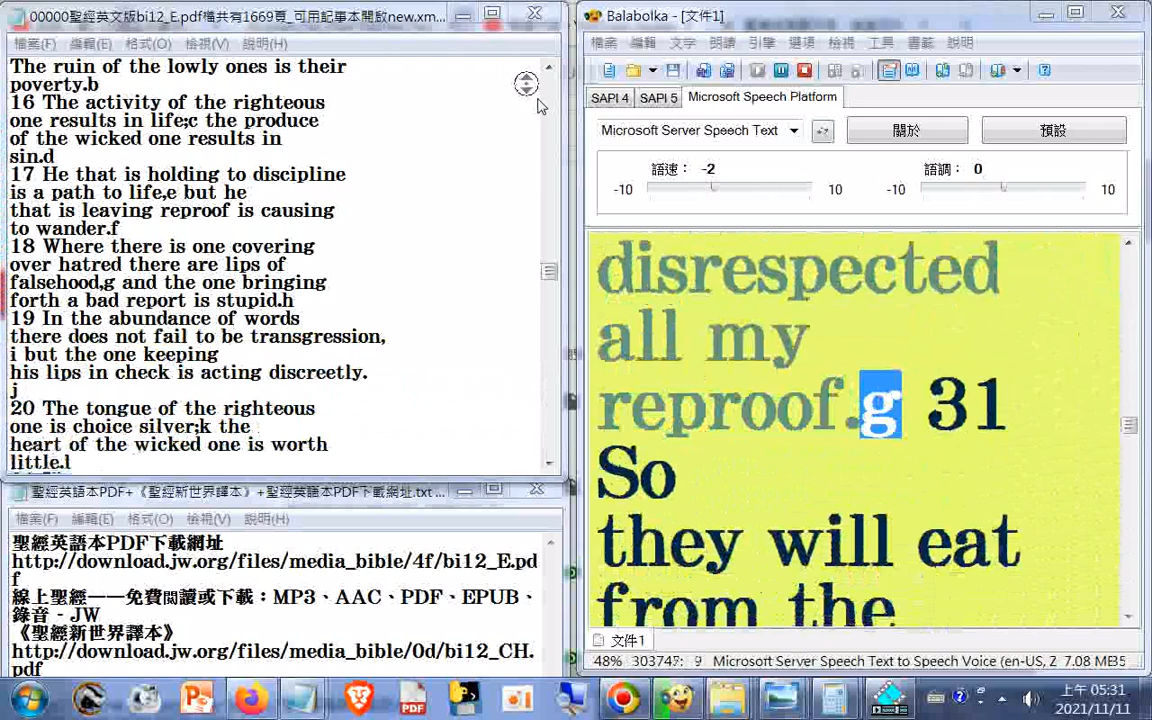 00000聖經英文版bi12_E.pdf檔共有1669頁_可用記事本開啟new.xm...
檔案(F) 編輯(E) 格式(O) 檢視(V) 說明(H)
The ruin of the lowly ones is their
poverty.b
16 The activity of the righteous
one results in life;c the produce
of the wicked one results in
sin.d
17 He that is holding to discipline
is a path to life,e but he
that is leaving reproof is causing
to wander.f
18 Where there is one covering
over hatred there are lips of
falsehood,g and the one bringing
forth a bad report is stupid.h
19 In the abundance of words
there does not fail to be transgression,
i but the one keeping
his lips in check is acting discreetly.
j
20 The tongue of the righteous
one is choice silver;k the
heart of the wicked one is worth
little.l
聖經英語本PDF+《聖經新世界譯本》+聖經英語本PDF下載網址.txt ...
檔案(F) 編輯(E) 格式(O) 檢視(V) 說明(H)
聖經英語本PDF下載網址
http://download.jw.org/files/media_bible/4f/bi12_E.pd
f
線上聖經──免費閱讀或下載：MP3、AAC、PDF、EPUB、
錄音 - JW
《聖經新世界譯本》
http://download.jw.org/files/media_bible/0d/bi12_CH.
pdf
Balabolka - [文件1]
檔案 編輯 文字 朗讀 引擎 選項 檢視 工具 書籤 說明
SAPI 4 SAPI 5 Microsoft Speech Platform
Microsoft Server Speech Text 關於 預設
語速： -2 語調： 0
-10 10 -10 10
disrespected
all my
reproof.g 31
So
they will eat
from the
文件1
48% 303747: 9 Microsoft Server Speech Text to Speech Voice (en-US, Z 7.08 MB
上午 05:31
2021/11/11